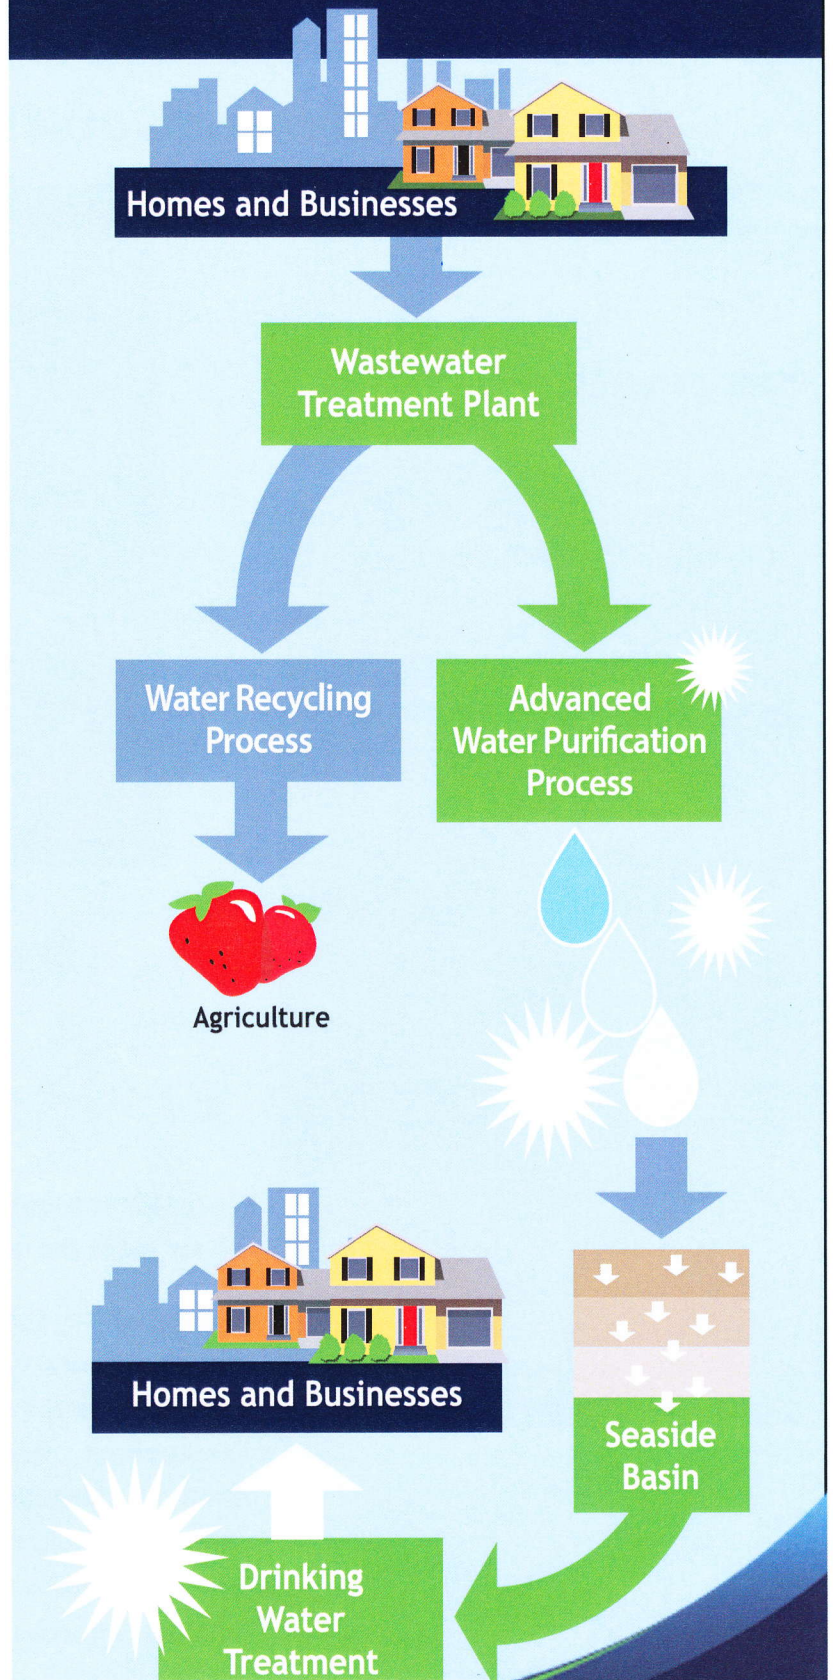 Homes and Businesses
Wastewater
Treatment Plant
Water Recycling
Process
Advanced
Water Purification
Process
Agriculture
Homes and Businesses
Seaside
Basin
Drinking
Water
Treatment